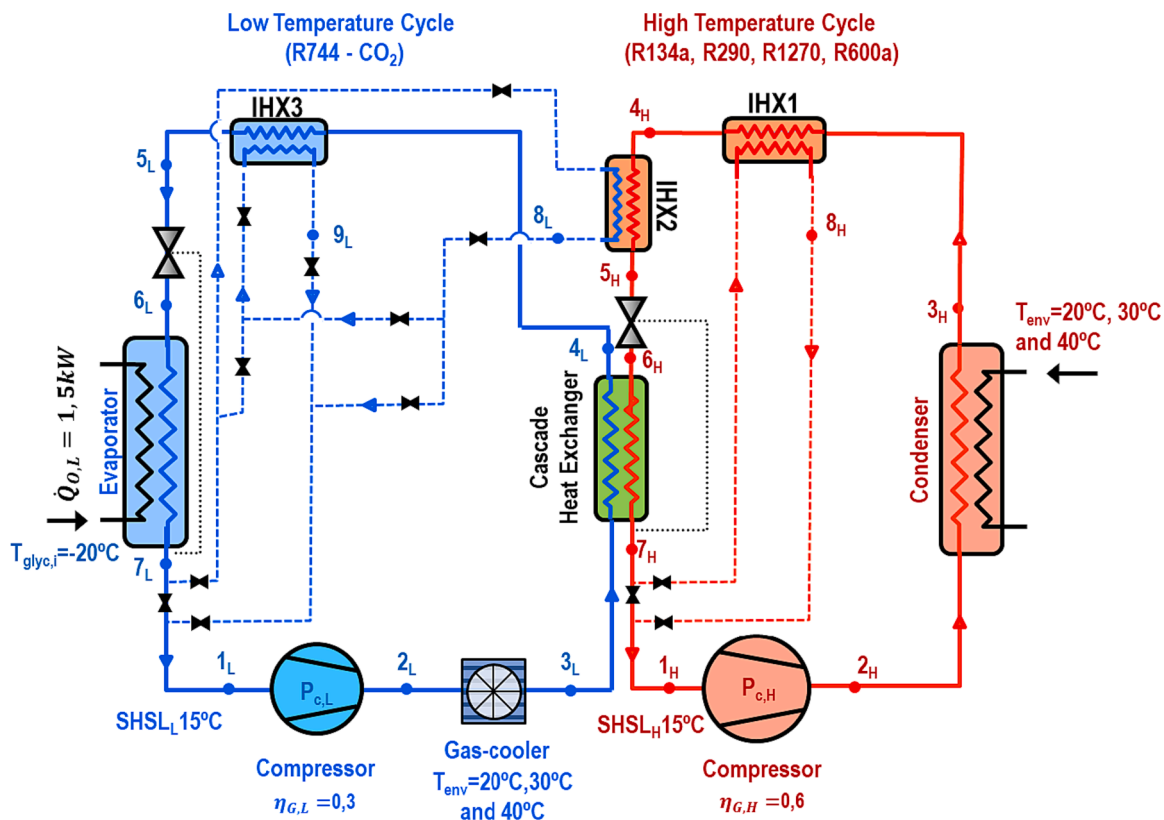 Low Temperature Cycle
(R744 - CO₂)
High Temperature Cycle
(R134a, R290, R1270, R600a)
IHX3
4H
IHX1
5L
IHX2
9L
8L
8H
5H
6L
3H
Tenv=20ºC, 30ºC
and 40ºC
4L
6H
Q̇O,L = 1,5kW
Evaporator
Cascade
Heat Exchanger
Condenser
Tglyc,i=-20ºC
7L
7H
1L
Pc,L
2L
3L
1H
Pc,H
2H
SHSLL15ºC
SHSLH15ºC
Compressor
ηG,L =0,3
Gas-cooler
Tenv=20ºC,30ºC
and 40ºC
Compressor
ηG,H =0,6